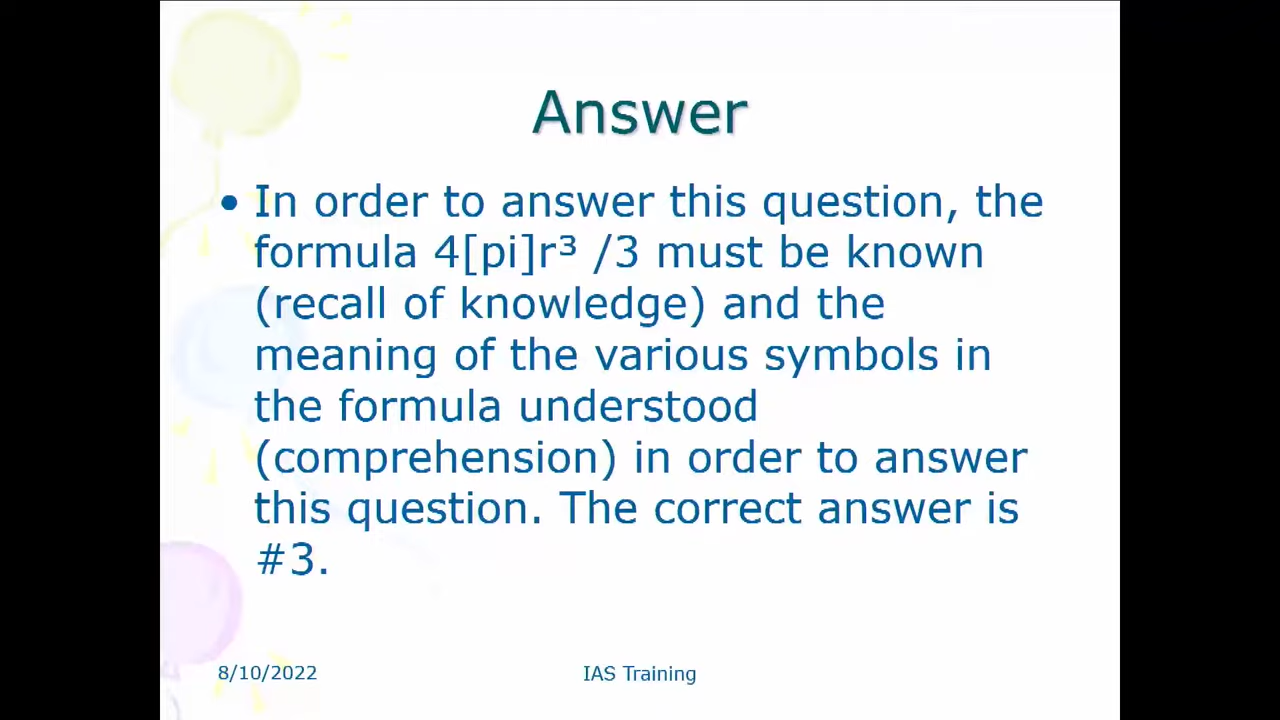 Answer
• In order to answer this question, the
formula 4[pi]r³ /3 must be known
(recall of knowledge) and the
meaning of the various symbols in
the formula understood
(comprehension) in order to answer
this question. The correct answer is
#3.
8/10/2022
IAS Training